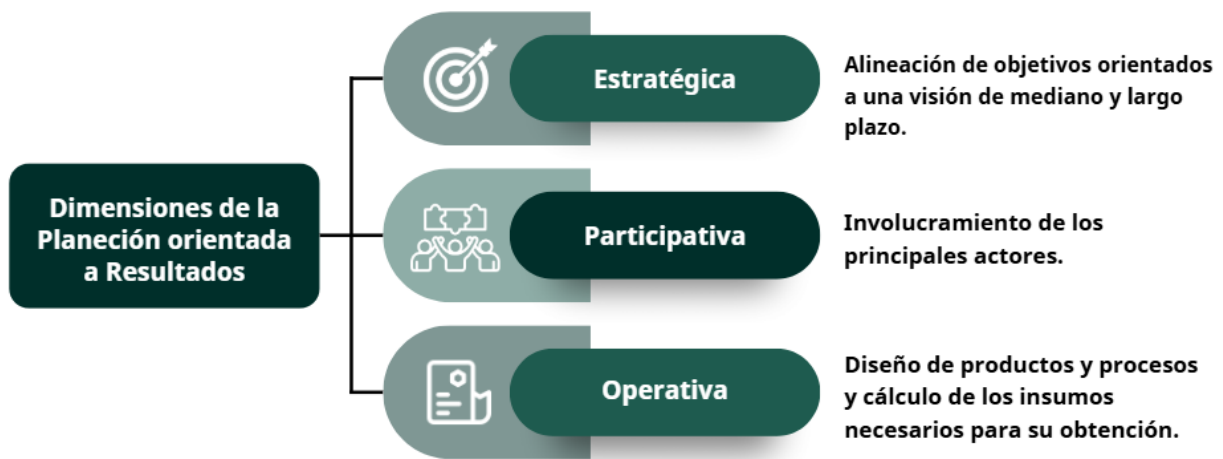 Dimensiones de la
Planeción orientada
a Resultados
Estratégica
Alineación de objetivos orientados
a una visión de mediano y largo
plazo.
Participativa
Involucramiento de los
principales actores.
Operativa
Diseño de productos y procesos
y cálculo de los insumos
necesarios para su obtención.